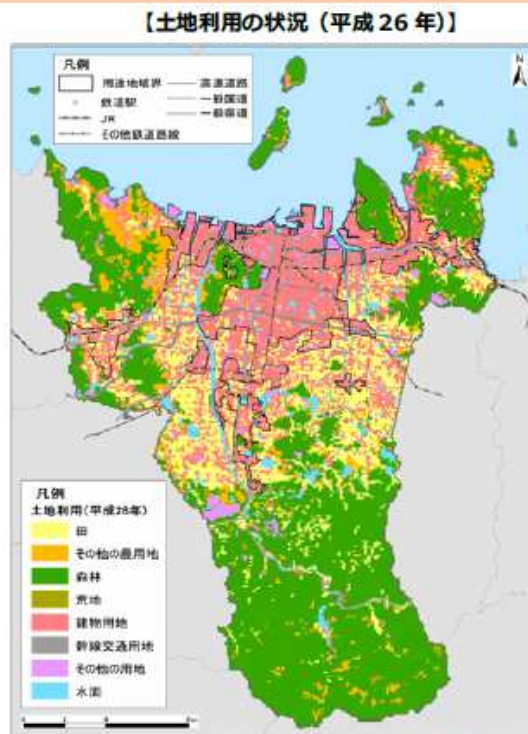 【土地利用の状況（平成26年）】
凡例
用途地域界
鉄道駅
JR
その他鉄道路線
高速道路
一般国道
一般県道
N
凡例
土地利用(平成28年)
田
その他の農用地
森林
荒地
建物用地
幹線交通用地
その他の用地
水面